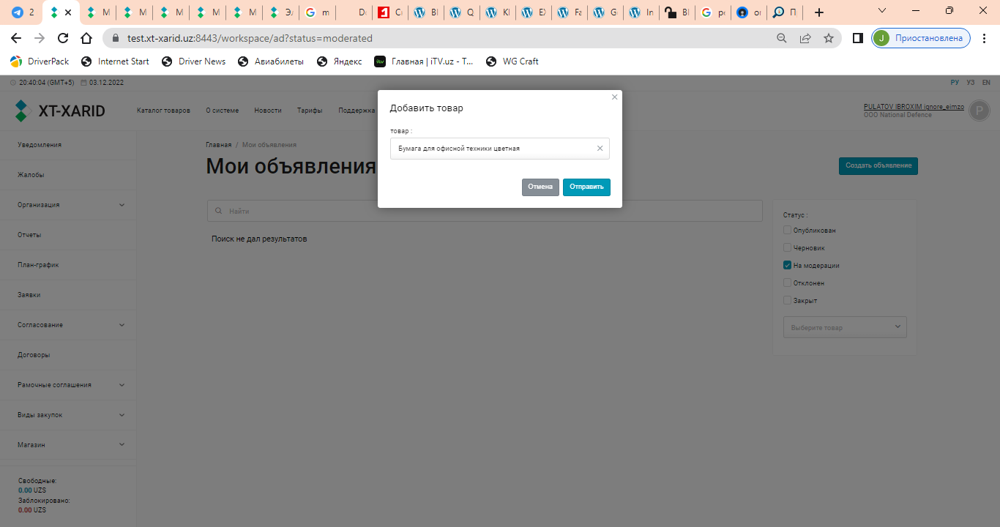 2
М
М
М
М
М
Эл
m
Do
Q
Fa
G
In
ре
or
П
test.xt-xarid.uz:8443/workspace/ad?status=moderated
J Приостановлена
DriverPack Internet Start Driver News Авиабилеты Яндекс Главная | iTV.uz - Т... WG Craft
20:40:04 (GMT+5) 03.12.2022
РУ УЗ EN
XT-XARID
Каталог товаров О системе Новости Тарифы Поддержка
PULATOV IBROXIM ignore_eimzo
OOO National Defence
P
Уведомления
Жалобы
Организация
Отчеты
План-график
Заявки
Согласование
Договоры
Рамочные соглашения
Виды закупок
Магазин
Свободные:
0.00 UZS
Заблокировано:
0.00 UZS
Главная / Мои объявления
Мои объявления
Создать объявление
Найти
Поиск не дал результатов
Добавить товар
товар :
Бумага для офисной техники цветная
Отмена Отправить
Статус :
Опубликован
Черновик
На модерации
Отклонен
Закрыт
Выберите товар